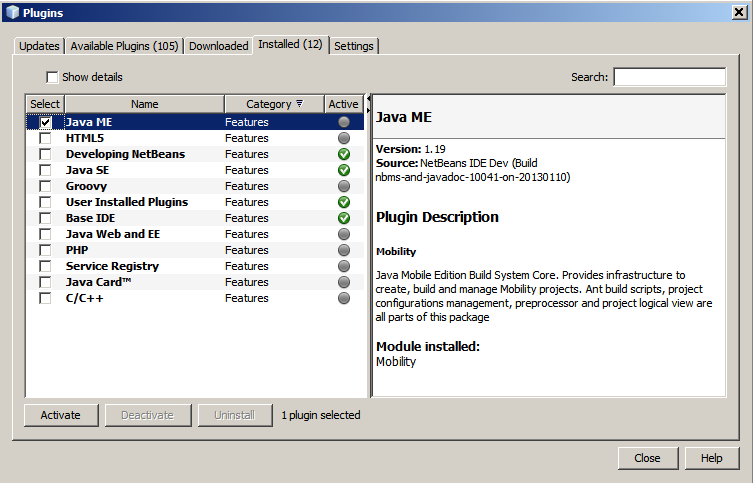 Plugins
Updates Available Plugins (105) Downloaded Installed (12) Settings
Show details Search:
Select Name Category Active
Java ME Features
HTML5 Features
Developing NetBeans Features
Java SE Features
Groovy Features
User Installed Plugins Features
Base IDE Features
Java Web and EE Features
PHP Features
Service Registry Features
Java Card™ Features
C/C++ Features
Java ME
Version: 1.19
Source: NetBeans IDE Dev (Build
nbms-and-javadoc-10041-on-20130110)
Plugin Description
Mobility
Java Mobile Edition Build System Core. Provides infrastructure to
create, build and manage Mobility projects. Ant build scripts, project
configurations management, preprocessor and project logical view are
all parts of this package
Module installed:
Mobility
Activate Deactivate Uninstall 1 plugin selected
Close Help